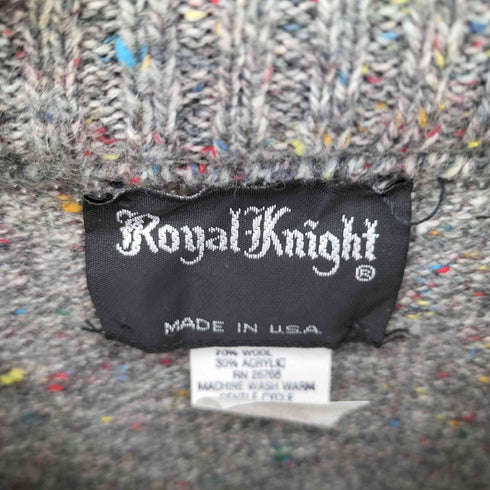 Royal Knight ®
MADE IN U.S.A.
70% WOOL
30% ACRYLIC
RN 26768
MACHINE WASH WARM
GENTLE CYCLE